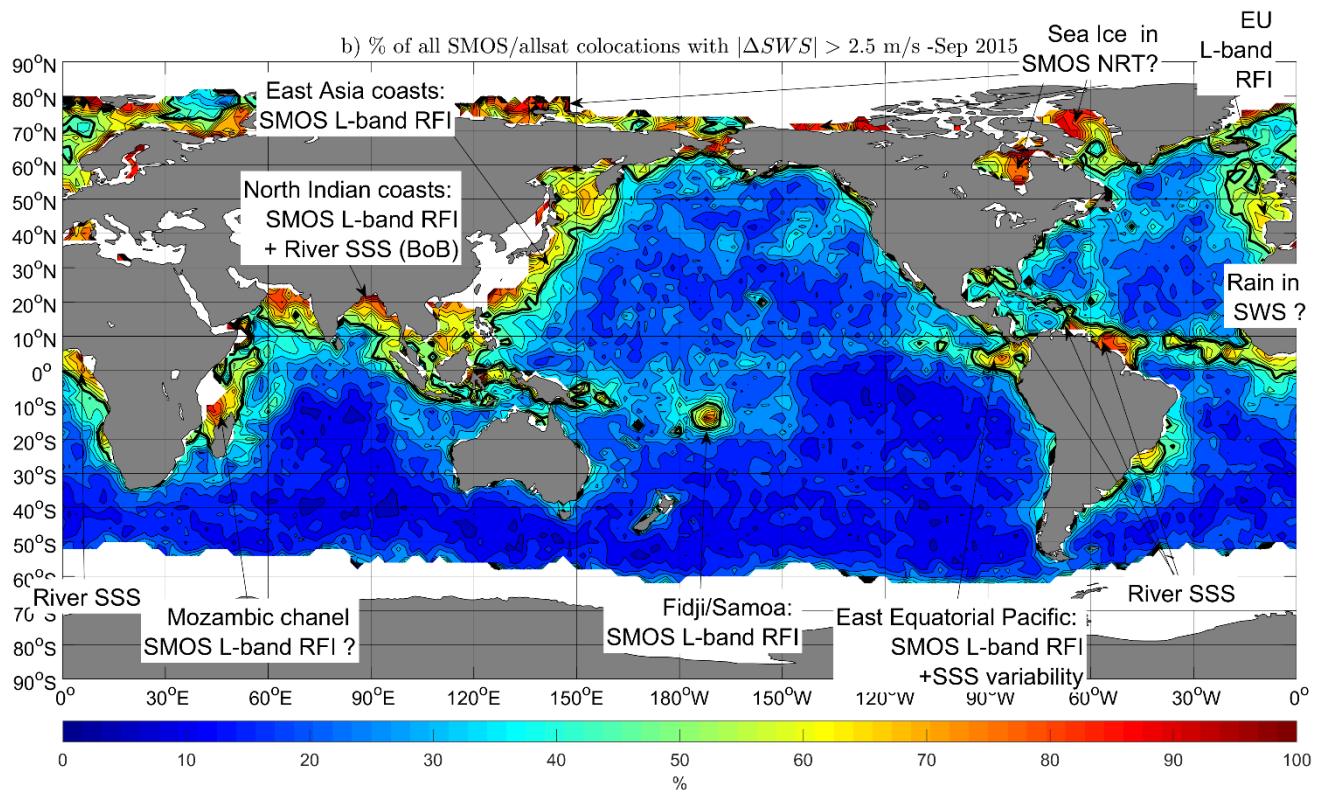 b) % of all SMOS/allsat colocations with |ΔSWS| > 2.5 m/s -Sep 2015
Sea Ice in
SMOS NRT?
EU
L-band
RFI
East Asia coasts:
SMOS L-band RFI
North Indian coasts:
SMOS L-band RFI
+ River SSS (BoB)
Rain in
SWS ?
River SSS
Mozambic chanel
SMOS L-band RFI ?
Fidji/Samoa:
SMOS L-band RFI
East Equatorial Pacific:
SMOS L-band RFI
+SSS variability
River SSS
90°N
80°N
70°N
60°N
50°N
40°N
30°N
20°N
10°N
0°
10°S
20°S
30°S
40°S
50°S
60°S
70°S
80°S
90°S
0° 30°E 60°E 90°E 120°E 150°E 180°W 150°W 120°W 90°W 60°W 30°W 0°
0 10 20 30 40 50 60 70 80 90 100
%